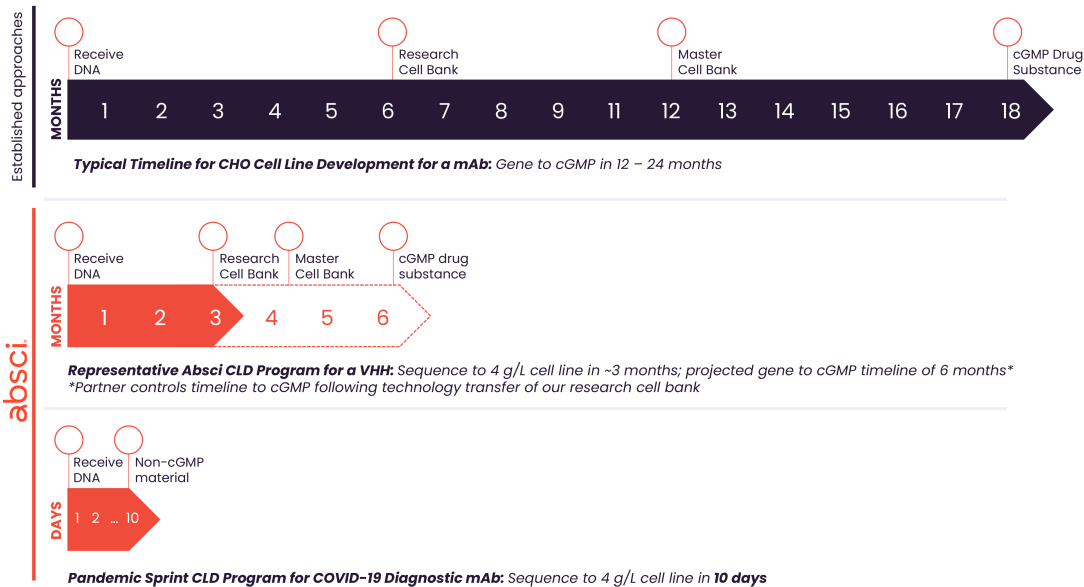 Established approaches
Receive
DNA
Research
Cell Bank
Master
Cell Bank
cGMP Drug
Substance
MONTHS
1 2 3 4 5 6 7 8 9 10 11 12 13 14 15 16 17 18
Typical Timeline for CHO Cell Line Development for a mAb: Gene to cGMP in 12 – 24 months
absci.
Receive
DNA
Research
Cell Bank
Master
Cell Bank
cGMP drug
substance
MONTHS
1 2 3 4 5 6
Representative Absci CLD Program for a VHH: Sequence to 4 g/L cell line in ~3 months; projected gene to cGMP timeline of 6 months*
*Partner controls timeline to cGMP following technology transfer of our research cell bank
Receive
DNA
Non-cGMP
material
DAYS
1 2 ... 10
Pandemic Sprint CLD Program for COVID-19 Diagnostic mAb: Sequence to 4 g/L cell line in 10 days